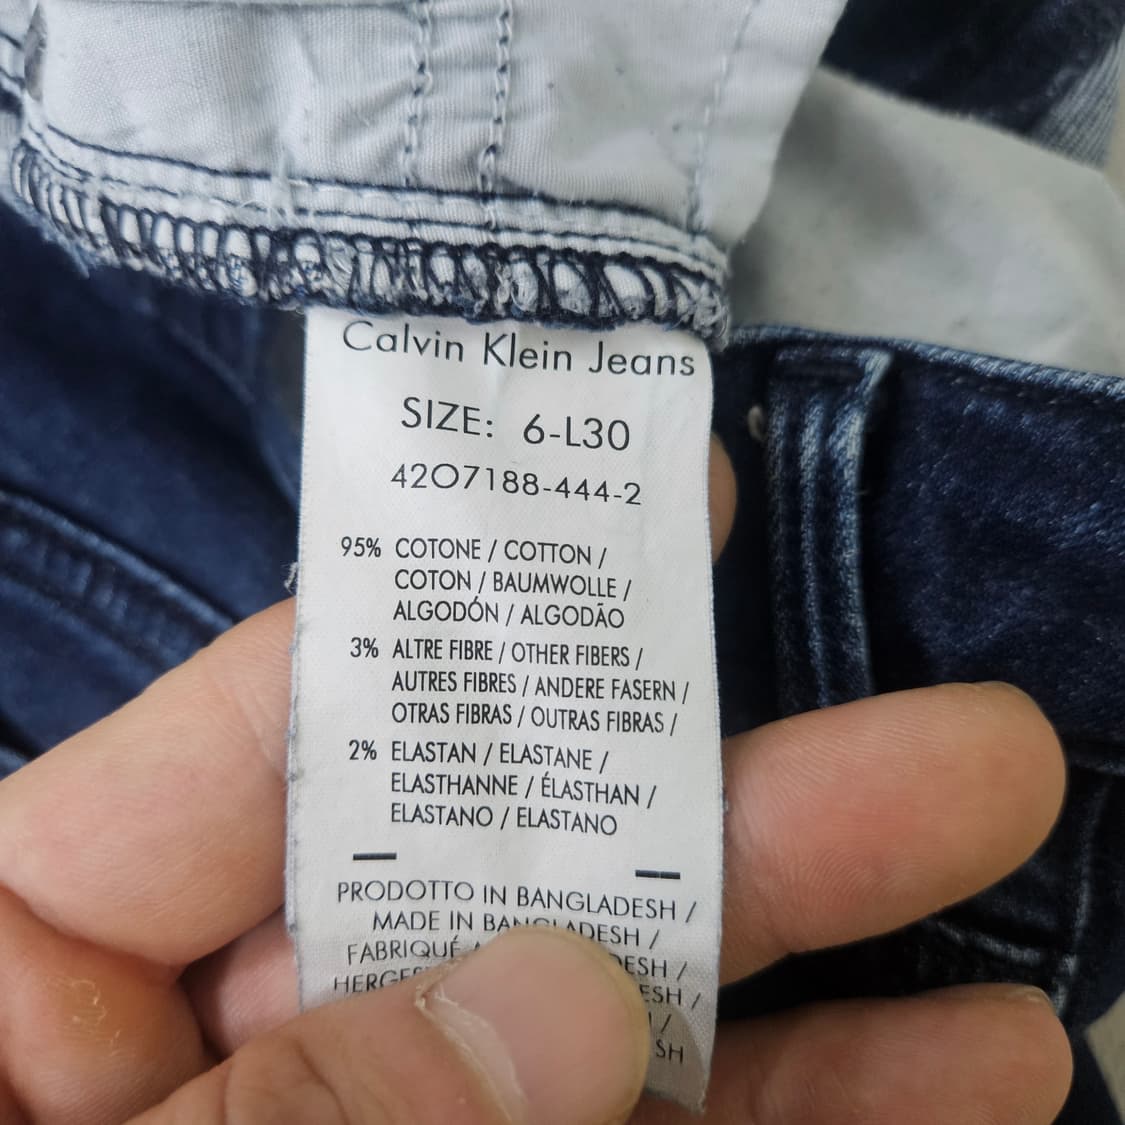 Calvin Klein Jeans
SIZE: 6-L30
42O7188-444-2
95% COTONE / COTTON /
COTON / BAUMWOLLE /
ALGODÓN / ALGODÃO
3% ALTRE FIBRE / OTHER FIBERS /
AUTRES FIBRES / ANDERE FASERN /
OTRAS FIBRAS / OUTRAS FIBRAS /
2% ELASTAN / ELASTANE /
ELASTHANNE / ÉLASTHAN /
ELASTANO / ELASTANO
PRODOTTO IN BANGLADESH /
MADE IN BANGLADESH /
FABRIQUÉ